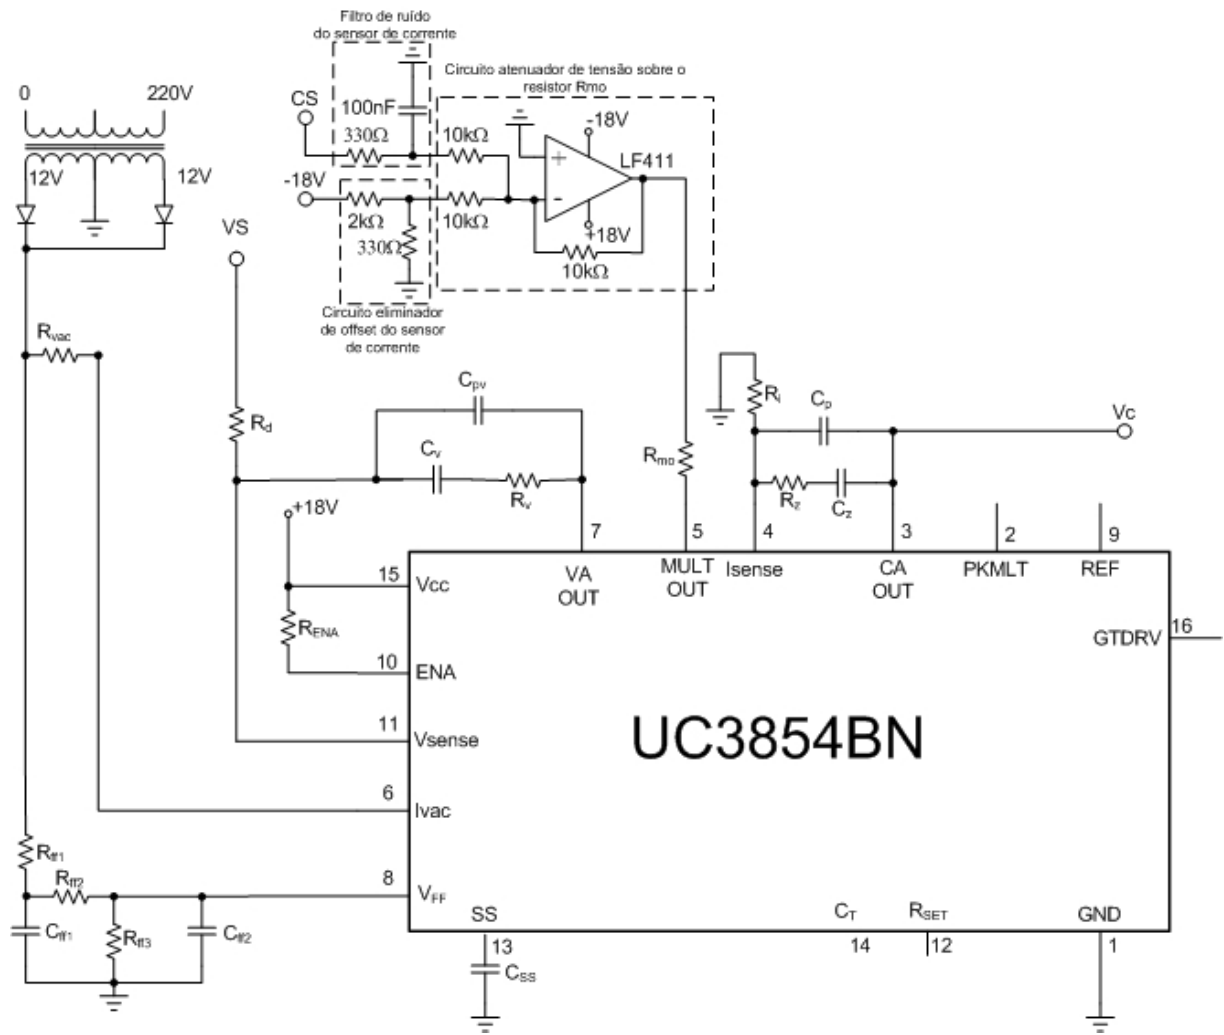 Filtro de ruído
do sensor de corrente
Circuito atenuador de tensão sobre o
resistor Rmo
0
220V
CS
100nF
-18V
330Ω
10kΩ
LF411
+
12V
12V
-18V
-
2kΩ
10kΩ
+18V
VS
330Ω
10kΩ
Circuito eliminador
de offset do sensor
de corrente
Rvac
Cpv
Ri
Cp
Vc
Rd
Cv
Rmo
Rv
Rz
Cz
+18V
7
5
4
3
2
9
15
Vcc
VA
OUT
MULT
OUT
Isense
CA
OUT
PKMLT
REF
RENA
GTDRV
16
10
ENA
11
Vsense
UC3854BN
6
Ivac
Rff1
Rff2
8
VFF
SS
CT
RSET
GND
Cff1
Rff3
Cff2
13
14
12
1
CSS